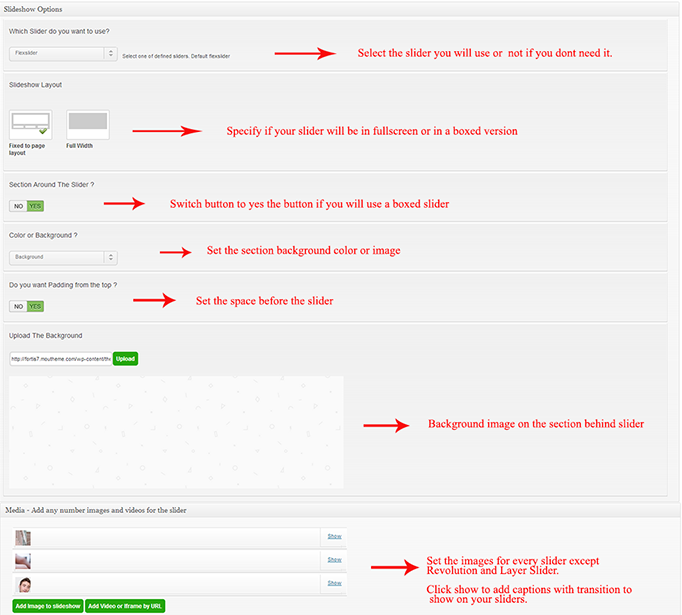 Slideshow Options
Which Slider do you want to use?
Flexslider
Select one of defined sliders. Default flexslider
Select the slider you will use or not if you dont need it.
Slideshow Layout
Fixed to page
layout
Full Width
Specify if your slider will be in fullscreen or in a boxed version
Section Around The Slider ?
NO YES
Switch button to yes the button if you will use a boxed slider
Color or Background ?
Background
Set the section background color or image
Do you want Padding from the top ?
NO YES
Set the space before the slider
Upload The Background
http://fortis7.moutheme.com/wp-content/the
Upload
Background image on the section behind slider
Media - Add any number images and videos for the slider
Show
Show
Show
Set the images for every slider except
Revolution and Layer Slider.
Click show to add captions with transition to
show on your sliders.
Add Image to slideshow
Add Video or Iframe by URL